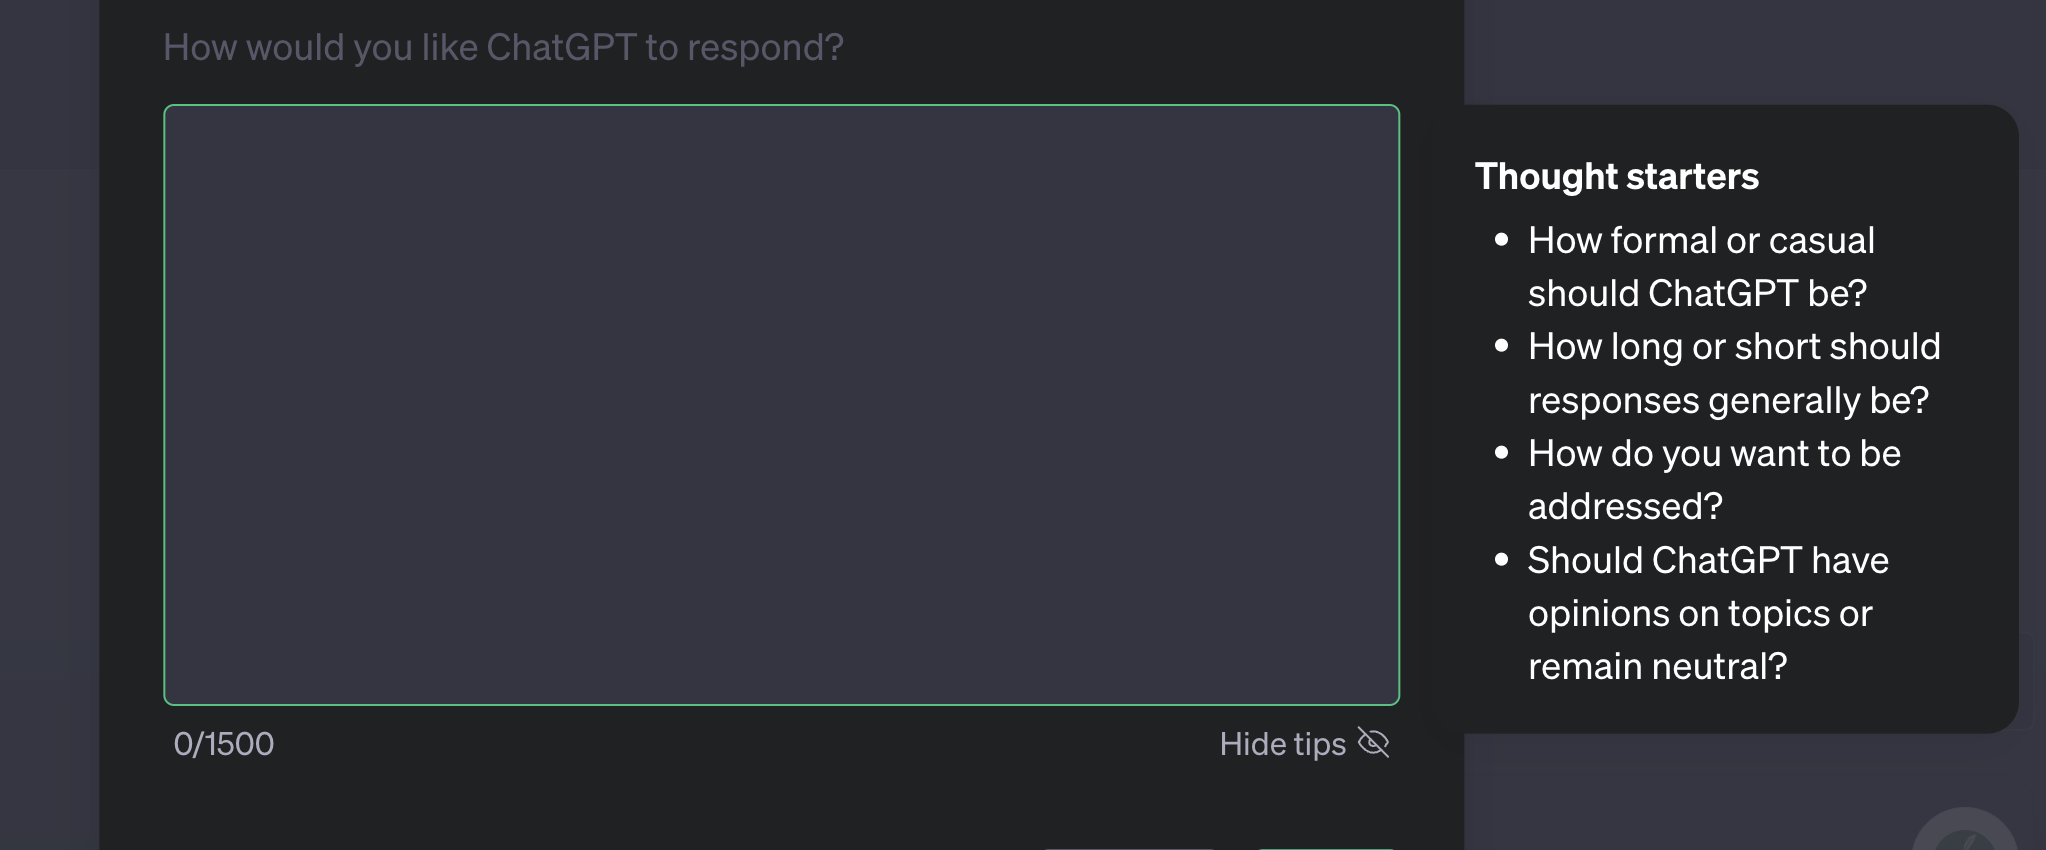 How would you like ChatGPT to respond?
Thought starters
• How formal or casual
should ChatGPT be?
• How long or short should
responses generally be?
• How do you want to be
addressed?
• Should ChatGPT have
opinions on topics or
remain neutral?
0/1500
Hide tips